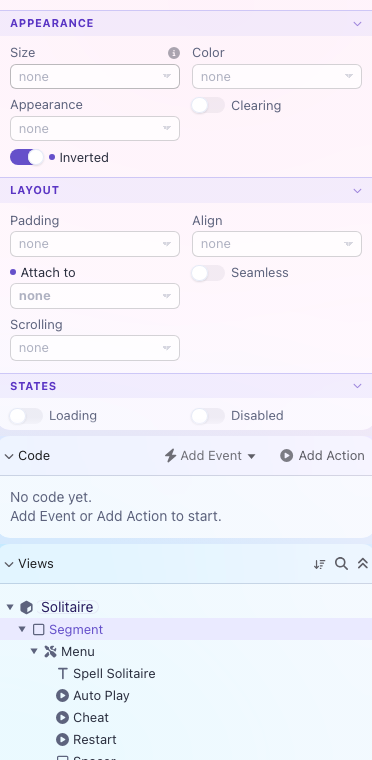 APPEARANCE
Size
Color
none
none
Appearance
Clearing
none
Inverted
LAYOUT
Padding
Align
none
none
Attach to
Seamless
none
Scrolling
none
STATES
Loading
Disabled
Code
Add Event
Add Action
No code yet.
Add Event or Add Action to start.
Views
Solitaire
Segment
Menu
Spell Solitaire
Auto Play
Cheat
Restart